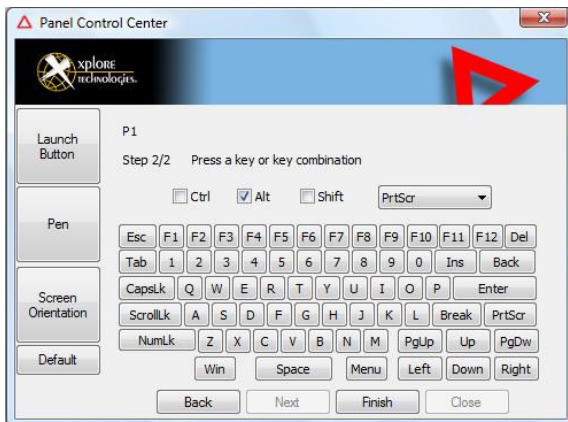 Panel Control Center
xplore
technologies.
Launch
Button
Pen
Screen
Orientation
Default
P1
Step 2/2 Press a key or key combination
Ctrl Alt Shift PrtScr
Esc F1 F2 F3 F4 F5 F6 F7 F8 F9 F10 F11 F12 Del
Tab 1 2 3 4 5 6 7 8 9 0 Ins Back
CapsLk Q W E R T Y U I O P Enter
ScrollLk A S D F G H J K L Break PrtScr
NumLk Z X C V B N M PgUp Up PgDw
Win Space Menu Left Down Right
Back Next Finish Close